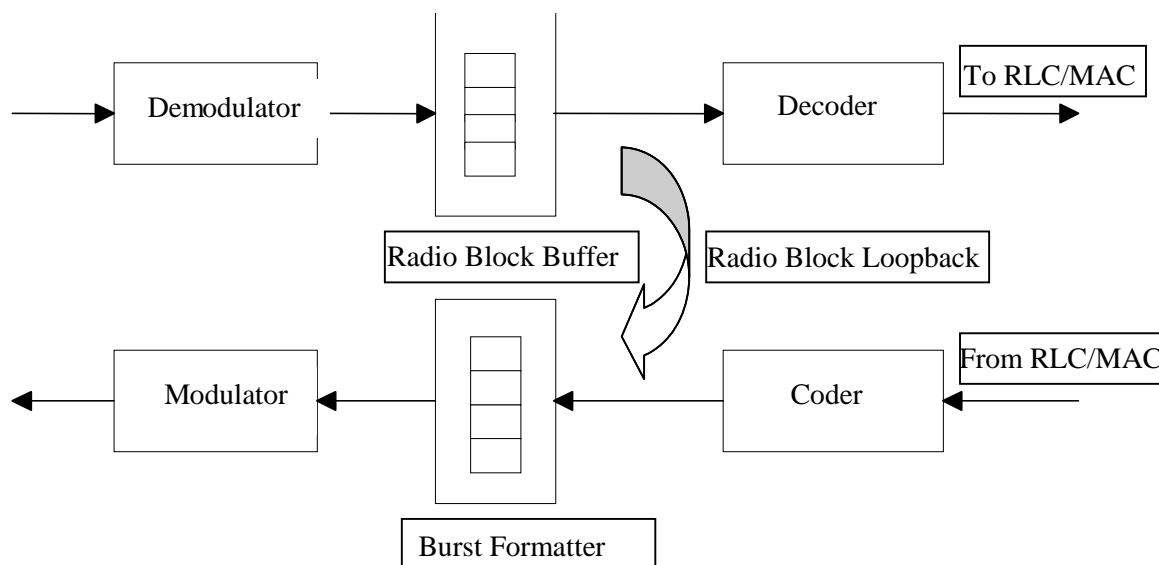 To RLC/MAC
Demodulator
Decoder
Radio Block Buffer
Radio Block Loopback
From RLC/MAC
Modulator
Coder
Burst Formatter